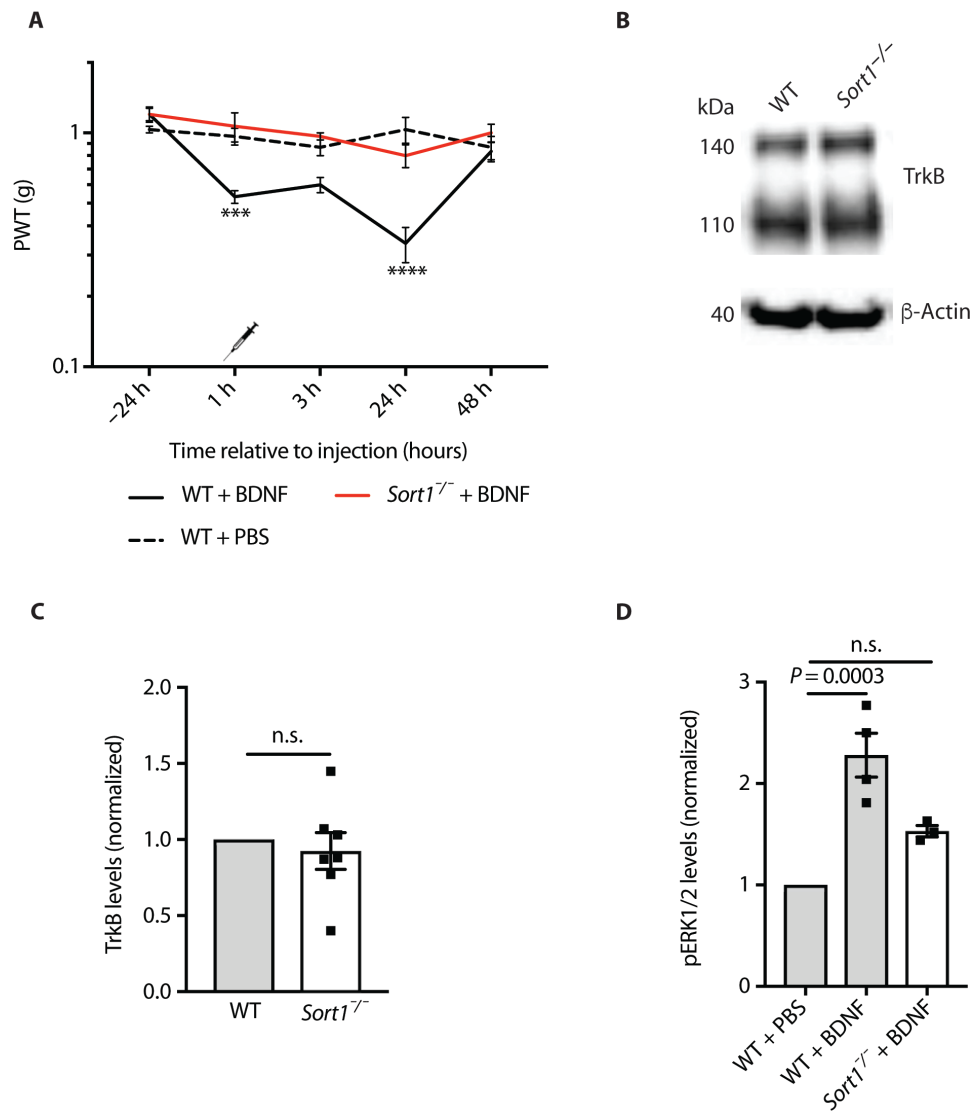 A
1
0.1
PWT (g)
***
****
–24 h
1 h
3 h
24 h
48 h
Time relative to injection (hours)
WT + BDNF
Sort1⁻/⁻ + BDNF
WT + PBS
B
kDa
WT
Sort1⁻/⁻
140
110
40
TrkB
β-Actin
C
2.0
1.5
1.0
0.5
0.0
TrkB levels (normalized)
n.s.
WT
Sort1⁻/⁻
D
n.s.
P = 0.0003
3
2
1
0
pERK1/2 levels (normalized)
WT + PBS
WT + BDNF
Sort1⁻/⁻ + BDNF